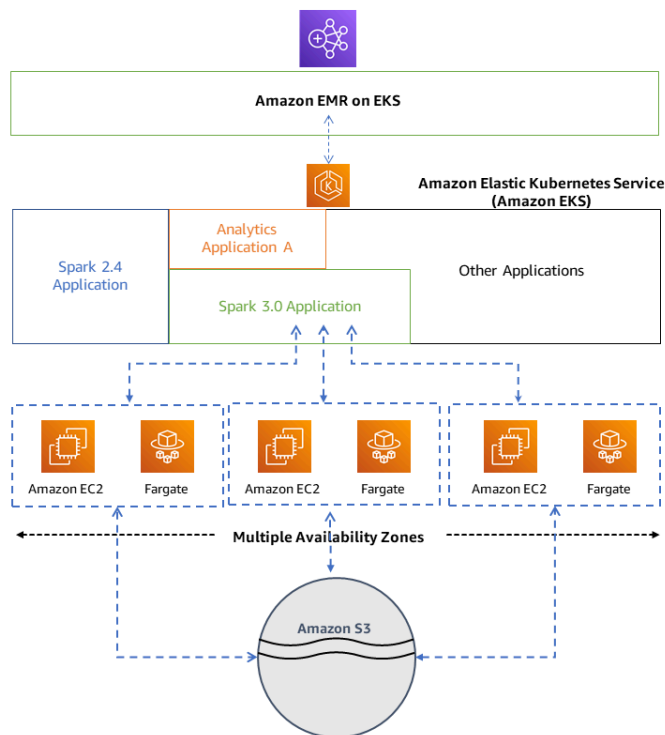 Amazon EMR on EKS
Amazon Elastic Kubernetes Service
(Amazon EKS)
Spark 2.4
Application
Analytics
Application A
Spark 3.0 Application
Other Applications
Amazon EC2
Fargate
Amazon EC2
Fargate
Amazon EC2
Fargate
Multiple Availability Zones
Amazon S3